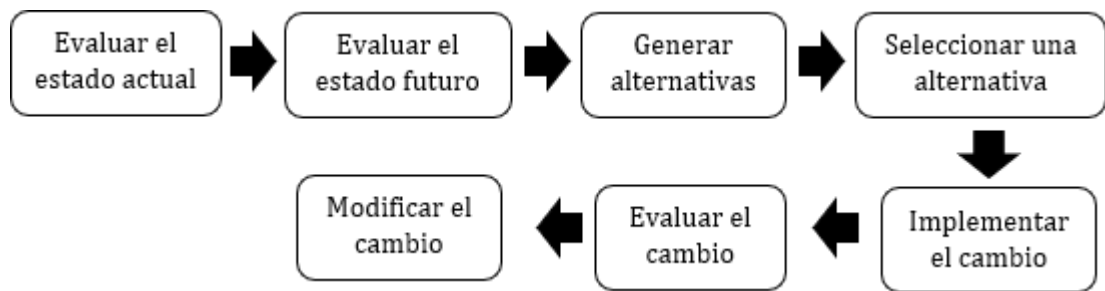 Evaluar el
estado actual
Evaluar el
estado futuro
Generar
alternativas
Seleccionar una
alternativa
Implementar
el cambio
Evaluar el
cambio
Modificar el
cambio